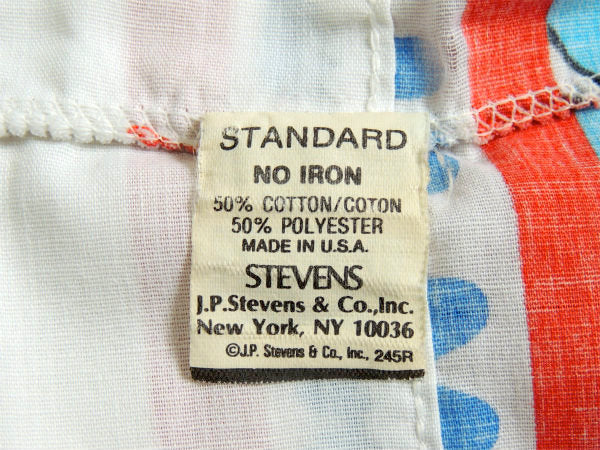 STANDARD
NO IRON
50% COTTON/COTON
50% POLYESTER
MADE IN U.S.A.
STEVENS
J.P.Stevens & Co.,Inc.
New York, NY 10036
©J.P. Stevens & Co., Inc., 245R